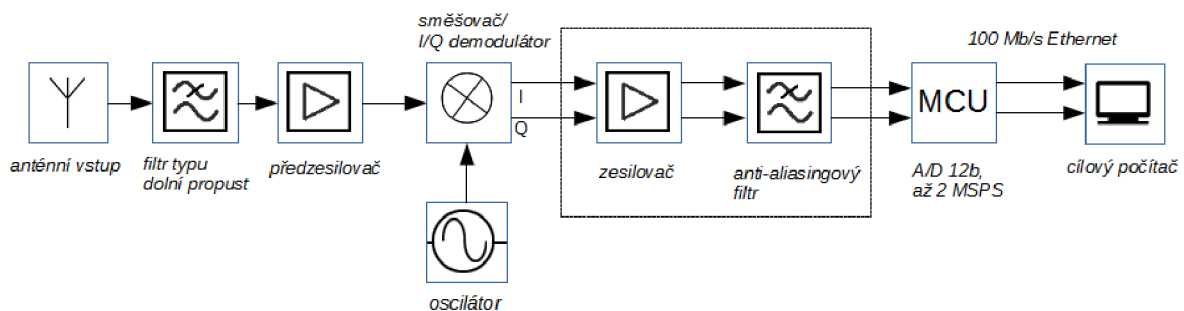 směšovač/
I/Q demodulátor
100 Mb/s Ethernet
I
Q
MCU
anténní vstup
filtr typu
dolní propust
předzesilovač
zesilovač
anti-aliasingový
filtr
A/D 12b,
až 2 MSPS
cílový počítač
oscilátor